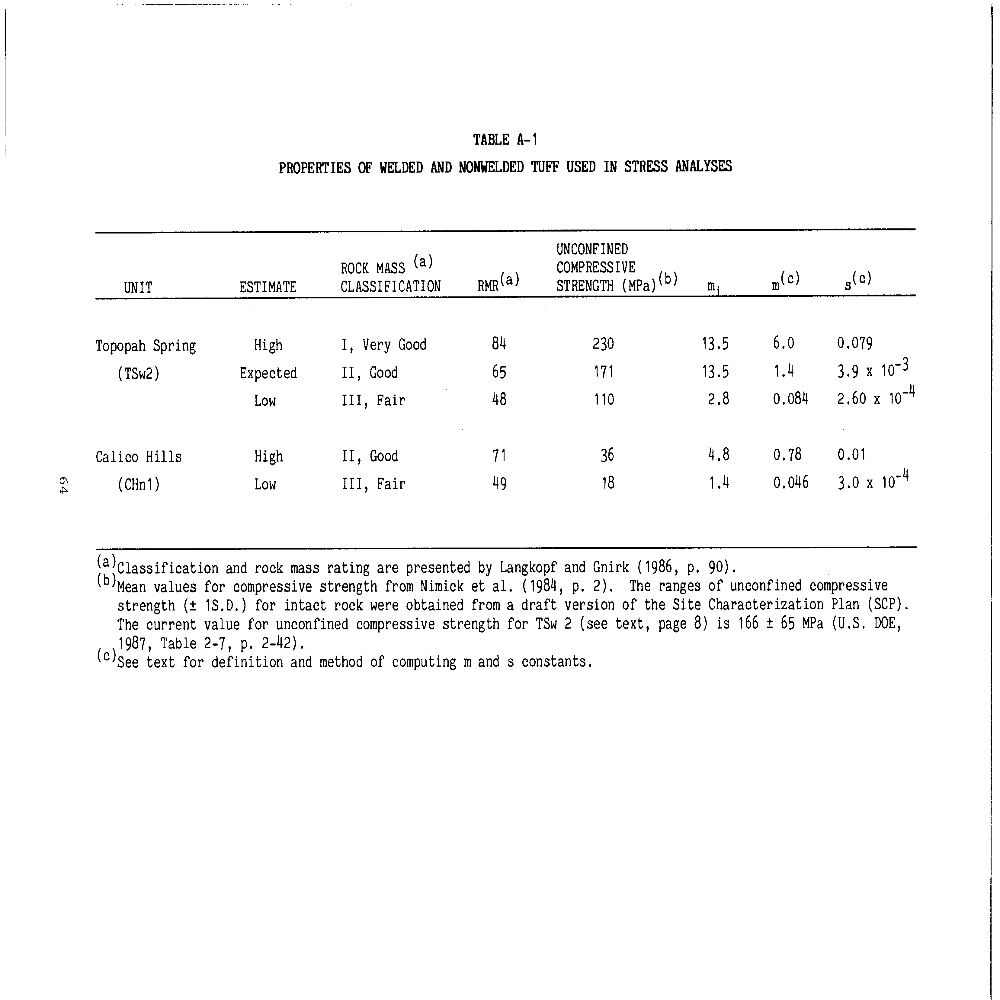 TABLE A-1
PROPERTIES OF WELDED AND NONWELDED TUFF USED IN STRESS ANALYSES
UNIT ESTIMATE ROCK MASS (a) CLASSIFICATION RMR(a) UNCONFINED COMPRESSIVE STRENGTH (MPa)(b) mi m(c) s(c)
Topopah Spring High I, Very Good 84 230 13.5 6.0 0.079
(TSw2) Expected II, Good 65 171 13.5 1.4 3.9 x 10-3
Low III, Fair 48 110 2.8 0.084 2.60 x 10-4
Calico Hills High II, Good 71 36 4.8 0.78 0.01
(CHn1) Low III, Fair 49 18 1.4 0.046 3.0 x 10-4
(a)Classification and rock mass rating are presented by Langkopf and Gnirk (1986, p. 90).
(b)Mean values for compressive strength from Nimick et al. (1984, p. 2). The ranges of unconfined compressive
strength (± 1S.D.) for intact rock were obtained from a draft version of the Site Characterization Plan (SCP).
The current value for unconfined compressive strength for TSw 2 (see text, page 8) is 166 ± 65 MPa (U.S. DOE,
1987, Table 2-7, p. 2-42).
(c)See text for definition and method of computing m and s constants.
64